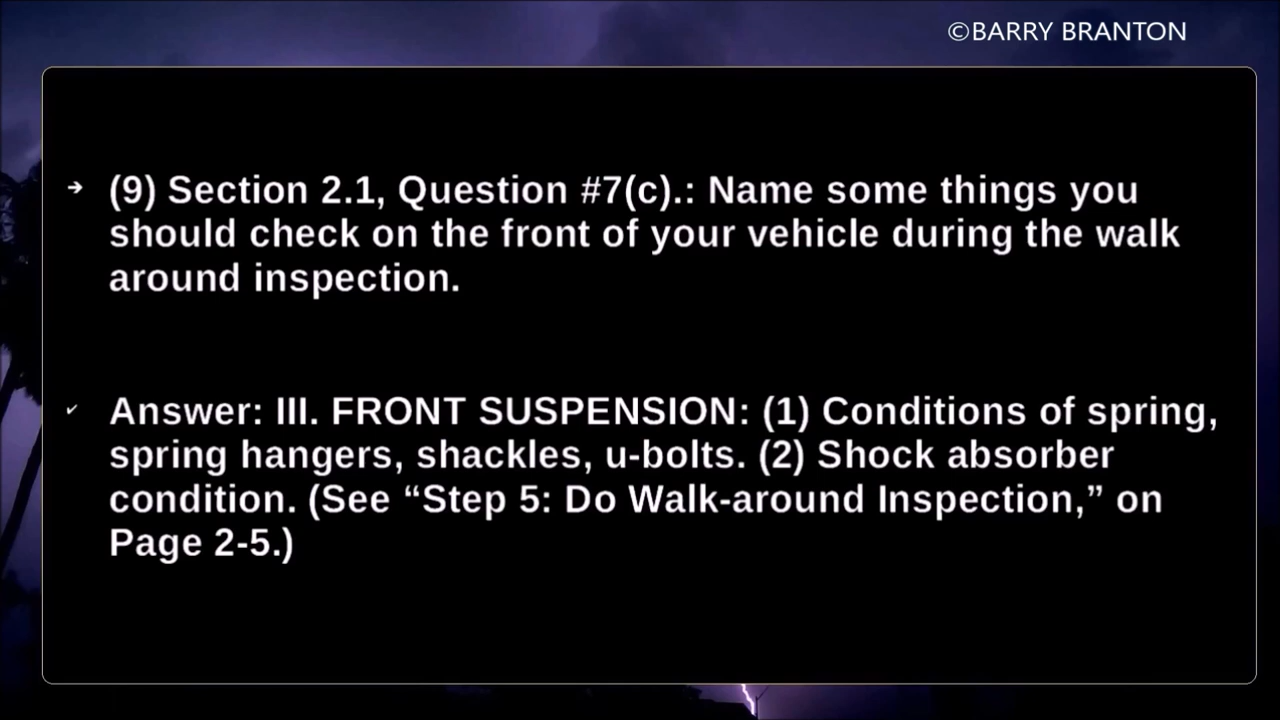 ©BARRY BRANTON
(9) Section 2.1, Question #7(c).: Name some things you
should check on the front of your vehicle during the walk
around inspection.
Answer: III. FRONT SUSPENSION: (1) Conditions of spring,
spring hangers, shackles, u-bolts. (2) Shock absorber
condition. (See “Step 5: Do Walk-around Inspection,” on
Page 2-5.)